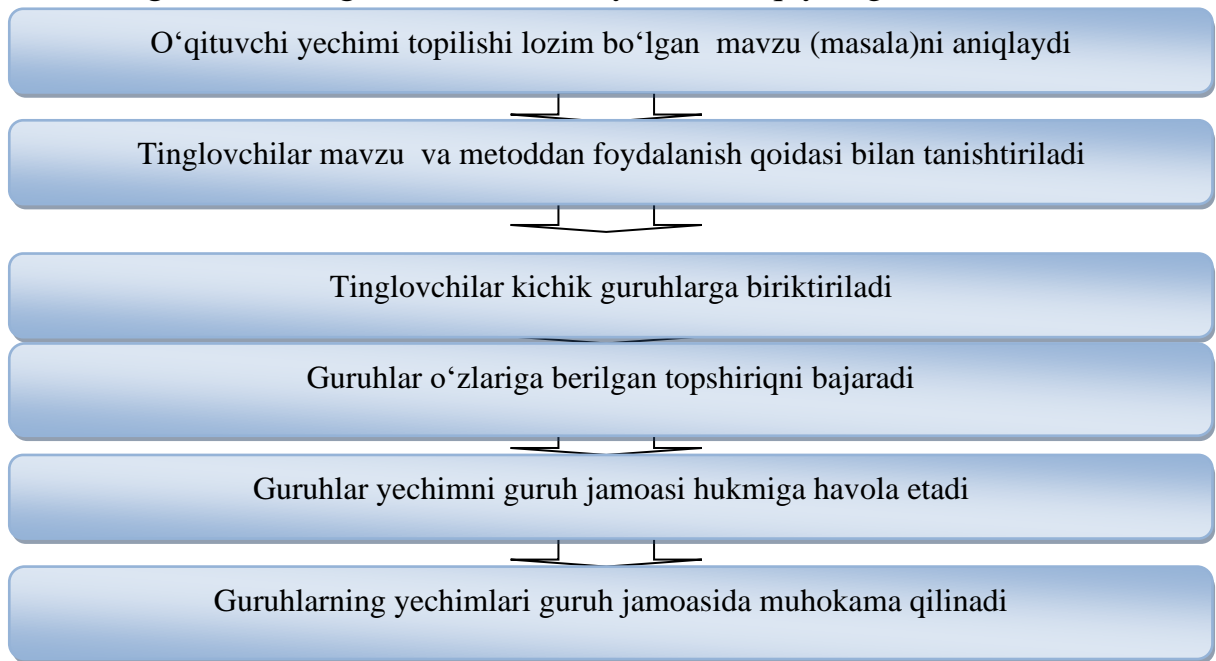 O‘qituvchi yechimi topilishi lozim bo‘lgan mavzu (masala)ni aniqlaydi
Tinglovchilar mavzu va metoddan foydalanish qoidasi bilan tanishtiriladi
Tinglovchilar kichik guruhlarga biriktiriladi
Guruhlar o‘zlariga berilgan topshiriqni bajaradi
Guruhlar yechimni guruh jamoasi hukmiga havola etadi
Guruhlarning yechimlari guruh jamoasida muhokama qilinadi